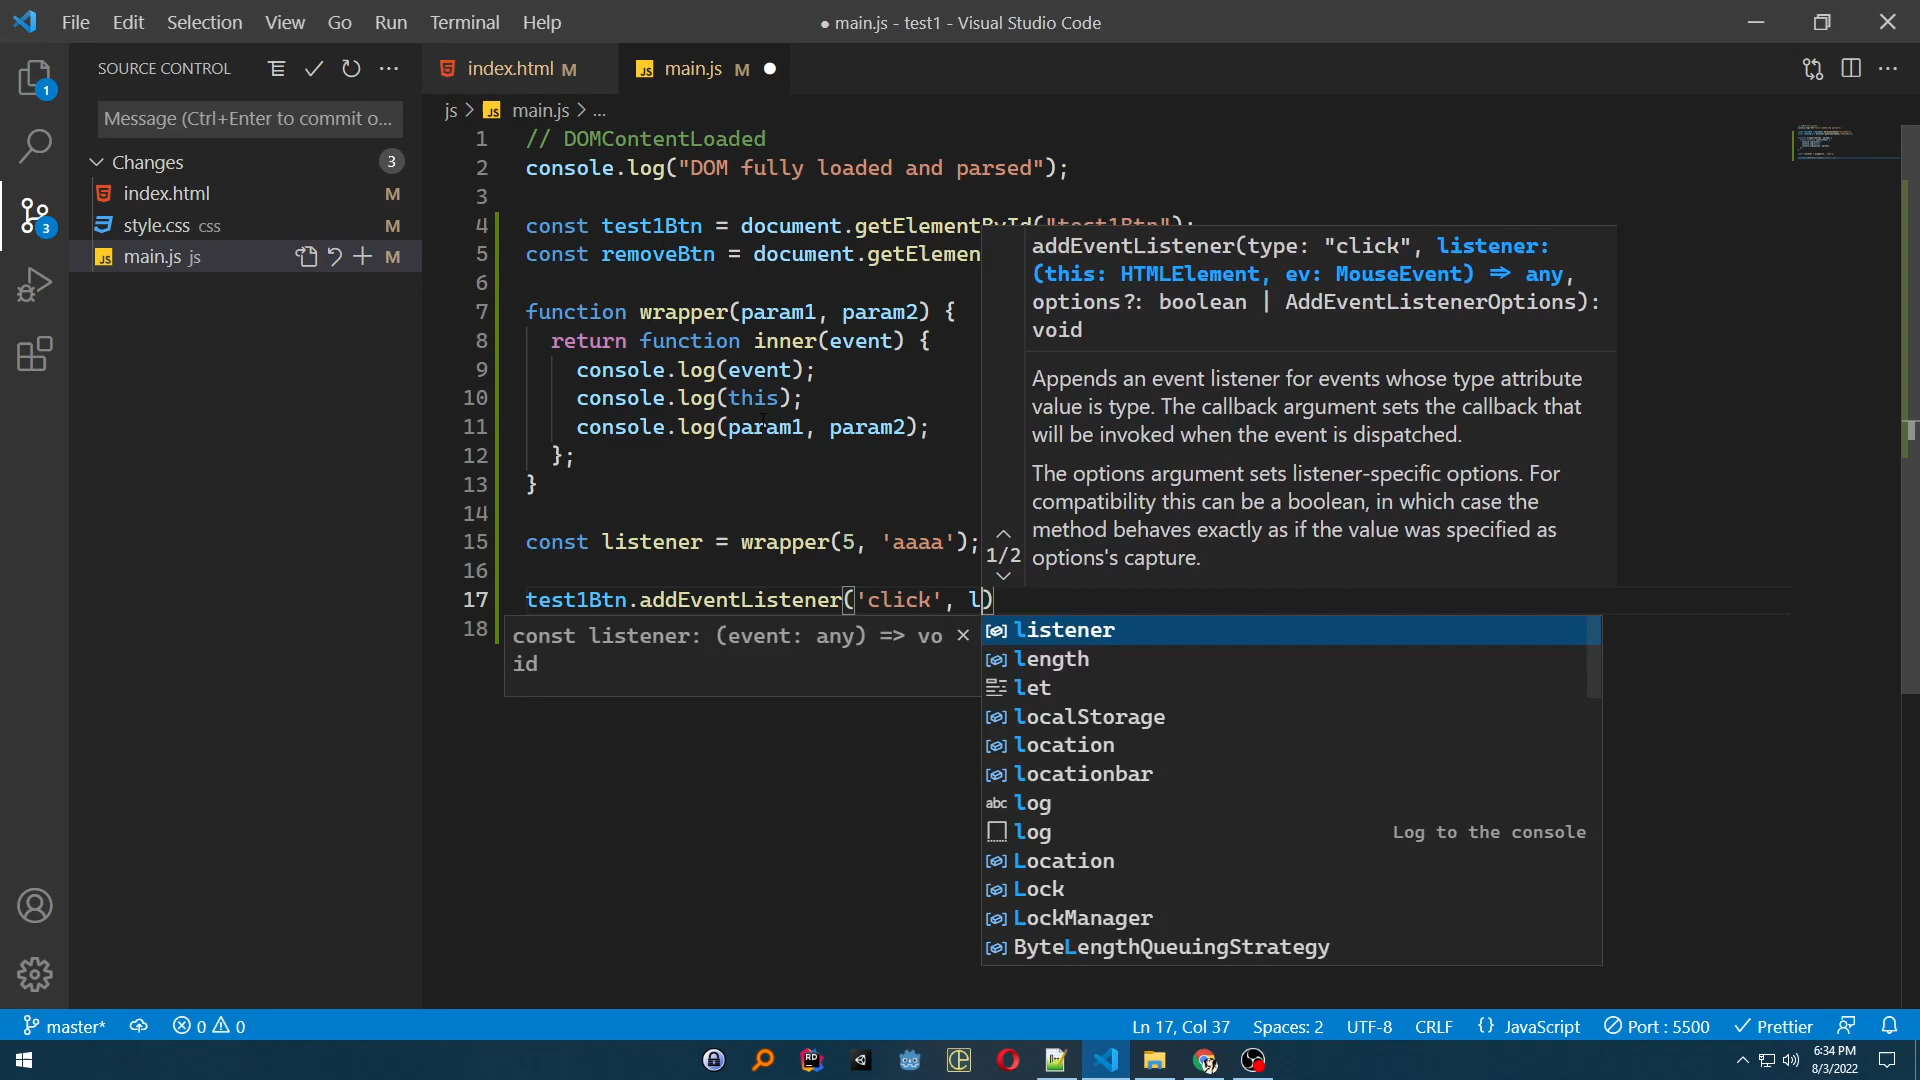 File Edit Selection View Go Run Terminal Help
● main.js - test1 - Visual Studio Code
SOURCE CONTROL
index.html M
JS main.js M ●
1
Message (Ctrl+Enter to commit o...
js > JS main.js > ...
Changes 3
index.html M
style.css css M
JS main.js js M
3
1 // DOMContentLoaded
2 console.log("DOM fully loaded and parsed");
3
4 const test1Btn = document.getElementById("test1Btn");
5 const removeBtn = document.getElemen
6
7 function wrapper(param1, param2) {
8 return function inner(event) {
9 console.log(event);
10 console.log(this);
11 console.log(param1, param2);
12 };
13 }
14
15 const listener = wrapper(5, 'aaaa');
16
17 test1Btn.addEventListener('click', l)
18
addEventListener(type: "click", listener:
(this: HTMLElement, ev: MouseEvent) => any,
options?: boolean | AddEventListenerOptions):
void
Appends an event listener for events whose type attribute
value is type. The callback argument sets the callback that
will be invoked when the event is dispatched.
The options argument sets listener-specific options. For
compatibility this can be a boolean, in which case the
method behaves exactly as if the value was specified as
options's capture.
1/2
const listener: (event: any) => vo
id
listener
length
let
localStorage
location
locationbar
abc log
log Log to the console
Location
Lock
LockManager
ByteLengthQueuingStrategy
master* 0 0 Ln 17, Col 37 Spaces: 2 UTF-8 CRLF {} JavaScript Port : 5500 Prettier
RD
6:34 PM
8/3/2022